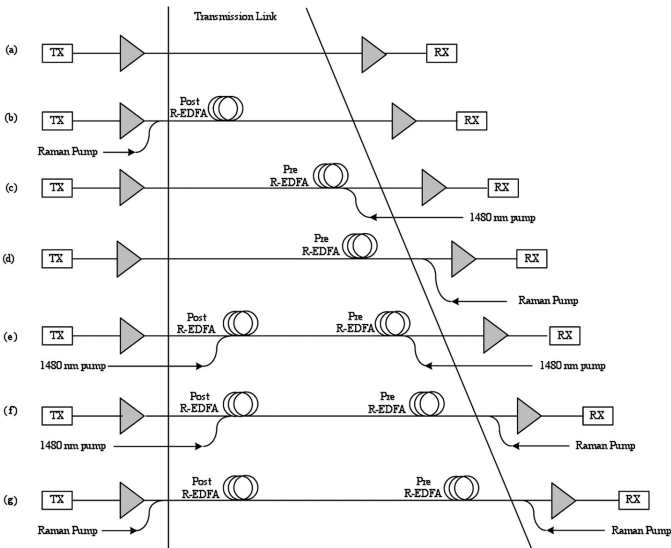 Transmission Link
(a) TX RX
(b) TX Post R-EDFA RX
Raman Pump
(c) TX Pre R-EDFA RX
1480 nm pump
(d) TX Pre R-EDFA RX
Raman Pump
(e) TX Post R-EDFA Pre R-EDFA RX
1480 nm pump 1480 nm pump
(f) TX Post R-EDFA Pre R-EDFA RX
1480 nm pump Raman Pump
(g) TX Post R-EDFA Pre R-EDFA RX
Raman Pump Raman Pump